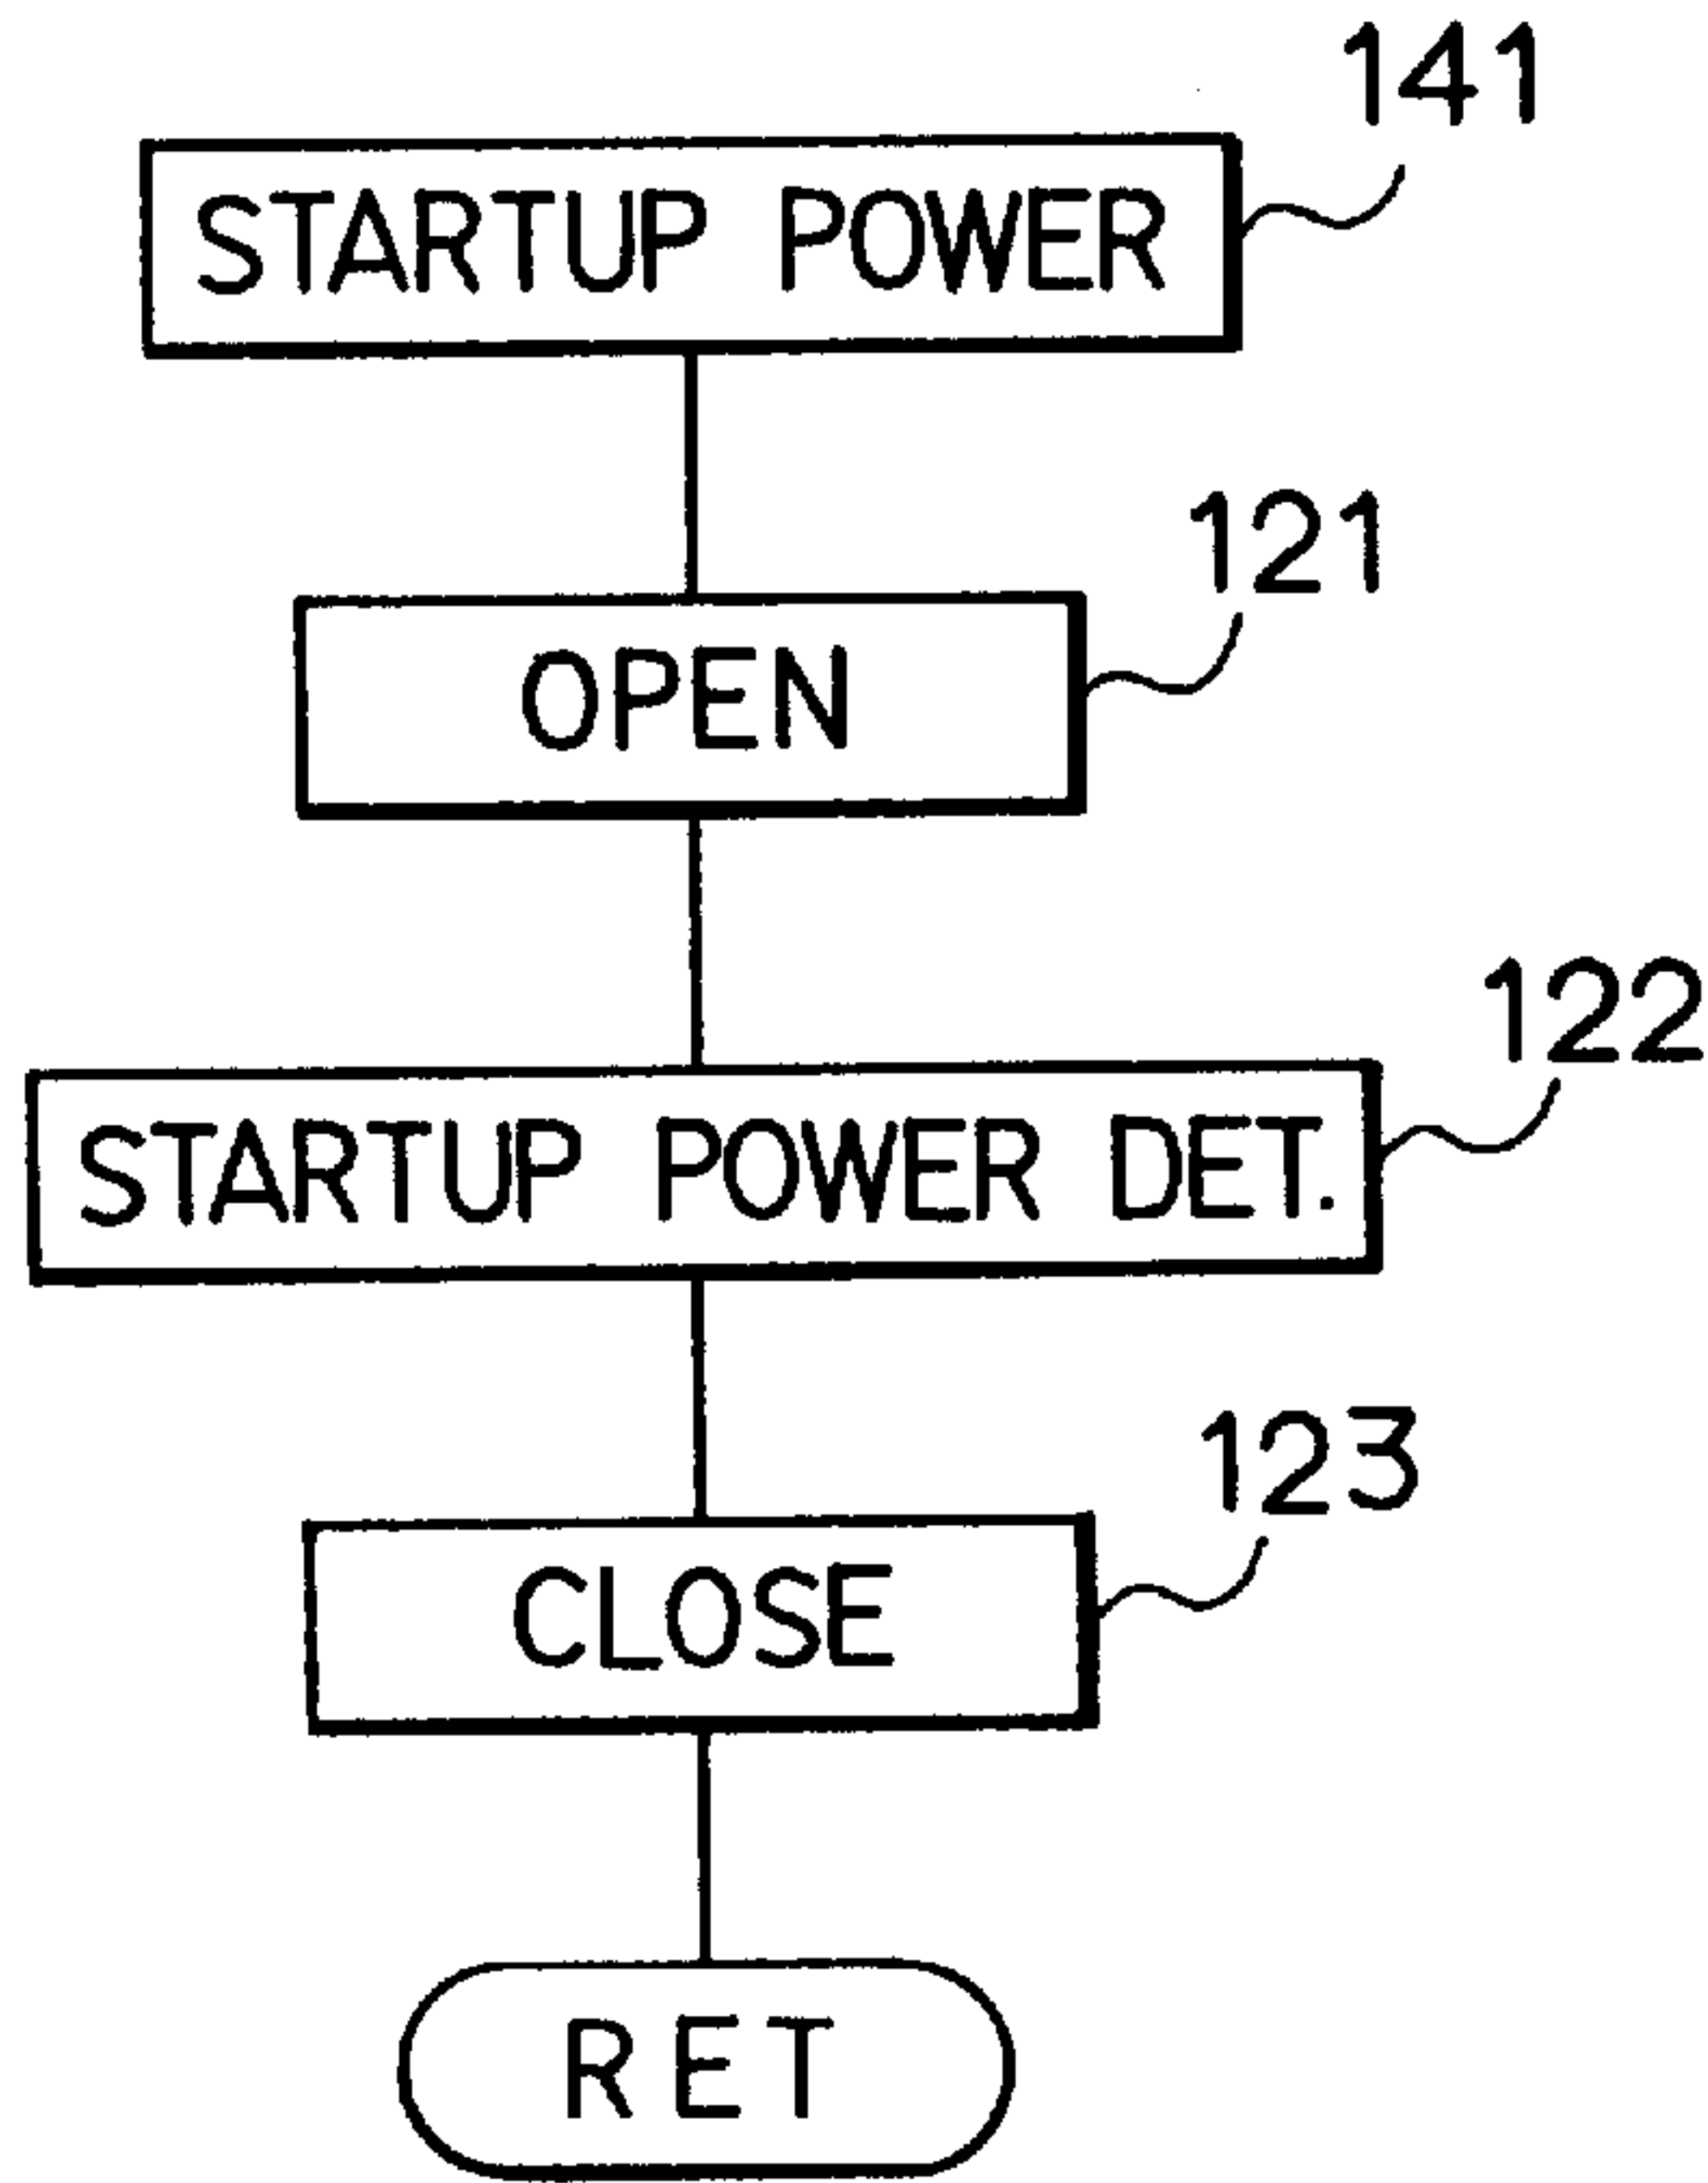 141
STARTUP POWER
121
OPEN
122
STARTUP POWER DET.
123
CLOSE
RET